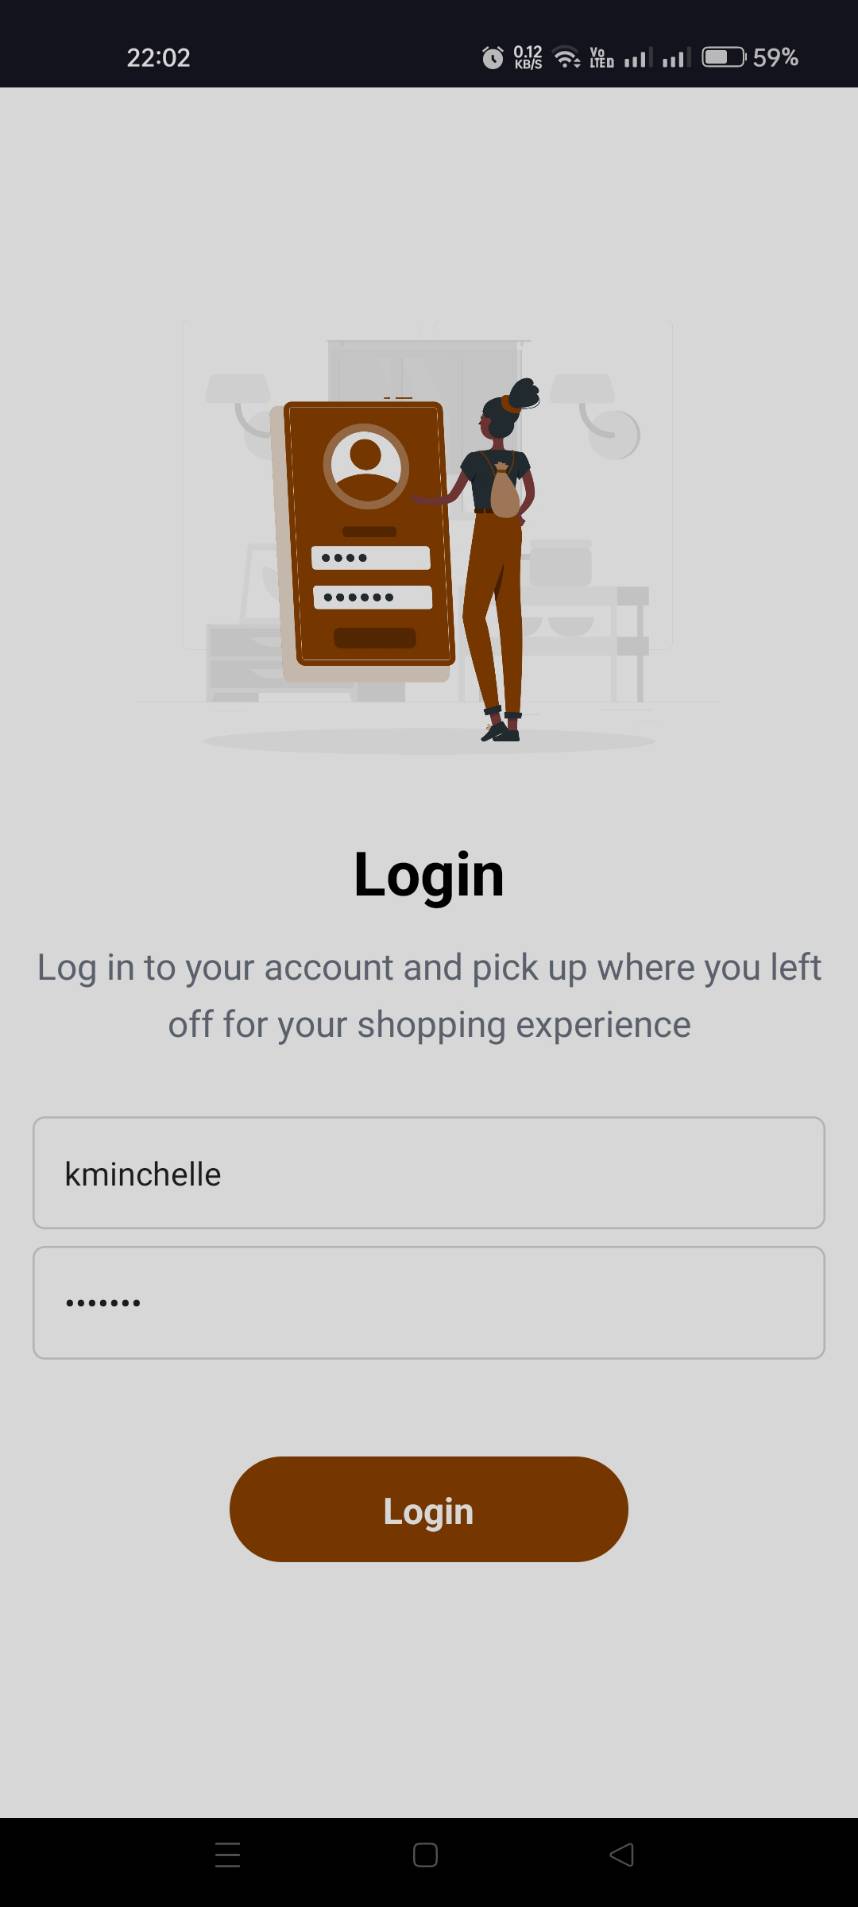 22:02
0.12
KB/S
Vo
LTED
59%
Login
Log in to your account and pick up where you left
off for your shopping experience
kminchelle
•••••••
Login